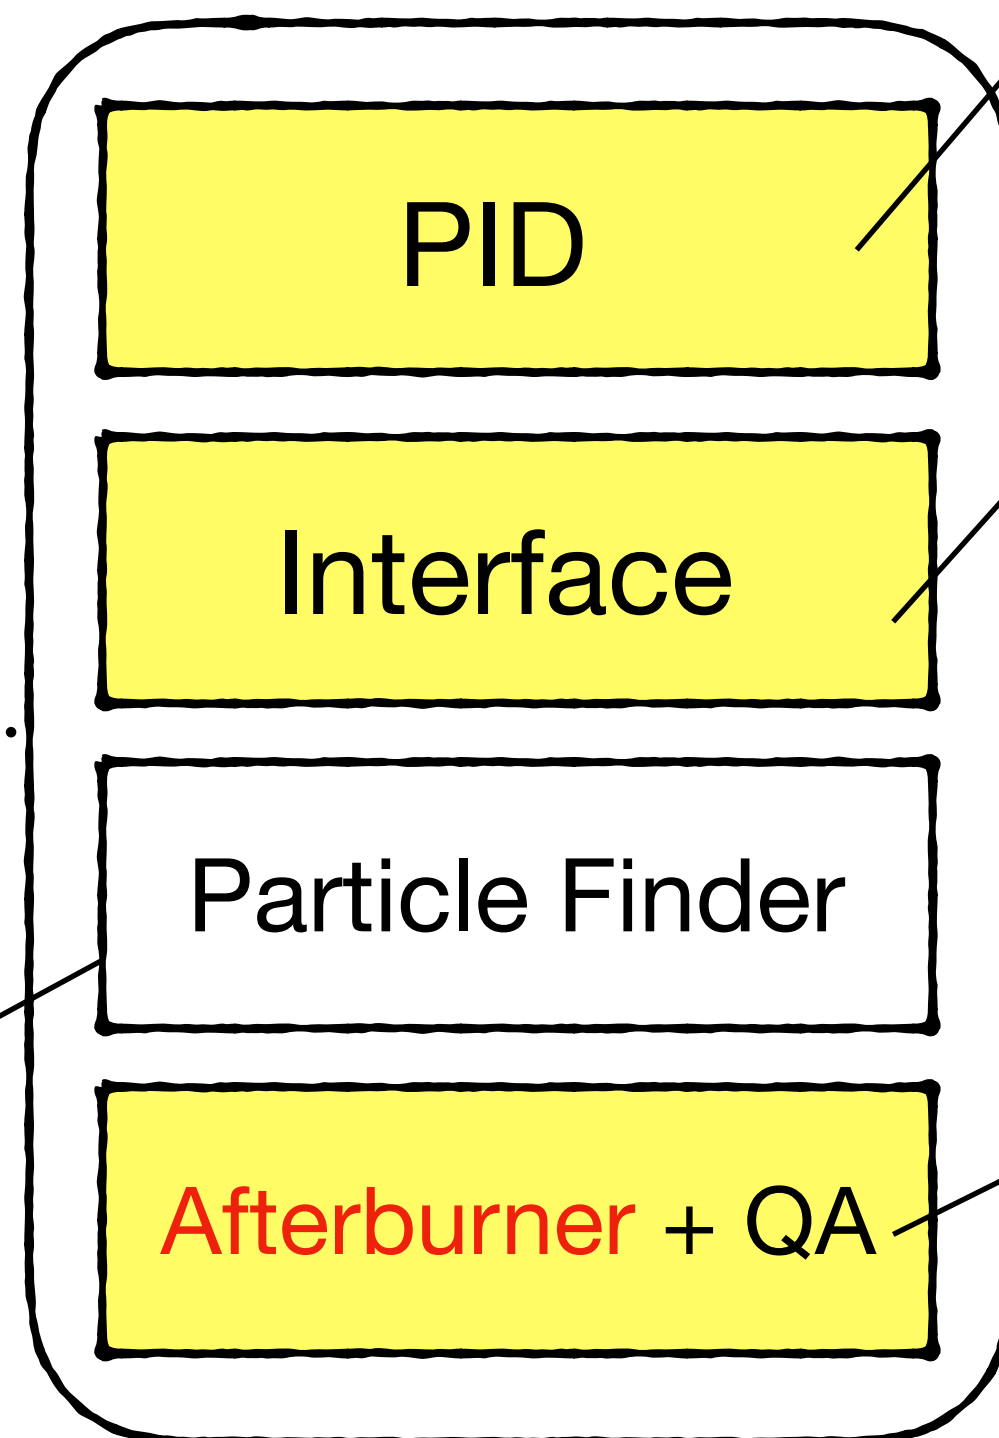 PID
Interface
Particle Finder
Afterburner + QA